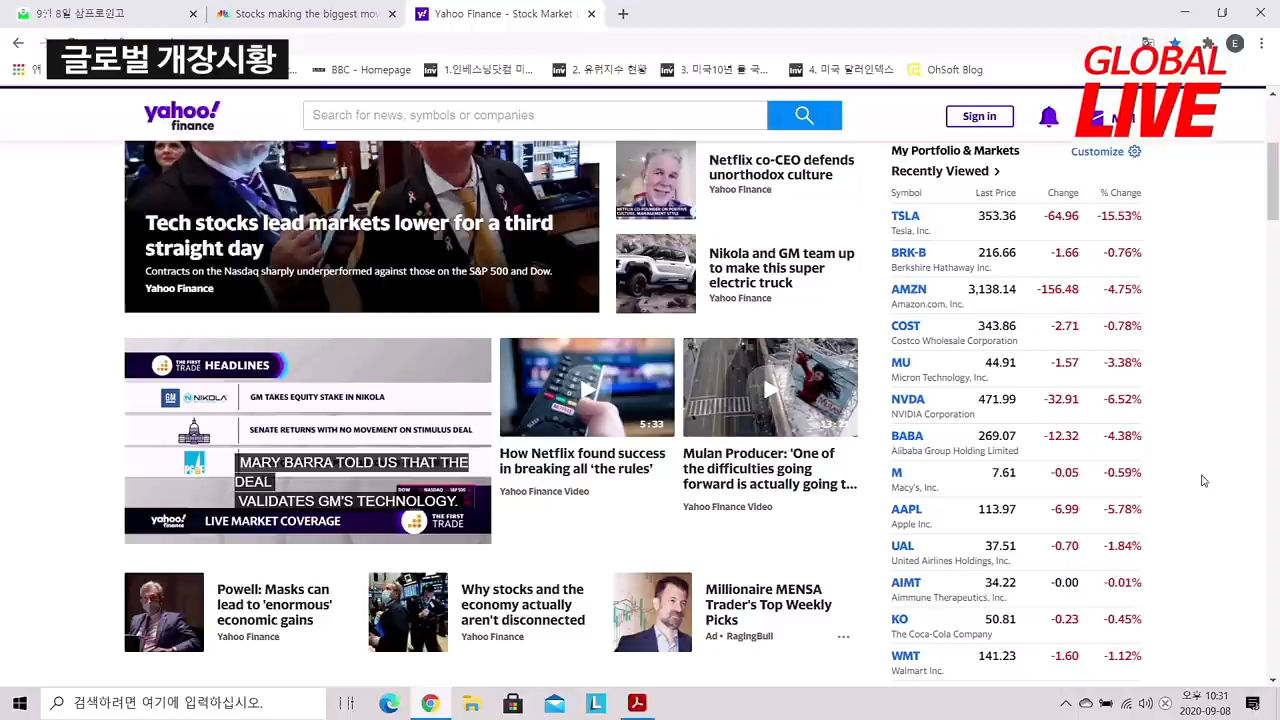 9월 8일 삼프로원고
Stocks making the biggest mov
Yahoo Finance - Stock Market
글로벌 개장시황
BBC - Homepage
1.인베스팅닷컴 미...
2. 유럽지수 현황
3. 미국10년 물 국...
4. 미국 달러인덱스
OhSoft Blog
E
GLOBAL
LIVE
yahoo!
finance
Search for news, symbols or companies
Sign in
Tech stocks lead markets lower for a third
straight day
Contracts on the Nasdaq sharply underperformed against those on the S&P 500 and Dow.
Yahoo Finance
Netflix co-CEO defends
unorthodox culture
Yahoo Finance
Nikola and GM team up
to make this super
electric truck
Yahoo Finance
THE FIRST
TRADE
HEADLINES
GM
NIKOLA
GM TAKES EQUITY STAKE IN NIKOLA
SENATE RETURNS WITH NO MOVEMENT ON STIMULUS DEAL
MARY BARRA TOLD US THAT THE
DEAL
VALIDATES GM'S TECHNOLOGY.
yahoo!
finance
LIVE MARKET COVERAGE
THE FIRST
TRADE
5:33
How Netflix found success
in breaking all ‘the rules’
Yahoo Finance Video
Mulan Producer: 'One of
the difficulties going
forward is actually going t...
Yahoo Finance Video
Powell: Masks can
lead to 'enormous'
economic gains
Yahoo Finance
Why stocks and the
economy actually
aren't disconnected
Yahoo Finance
Millionaire MENSA
Trader's Top Weekly
Picks
Ad • RagingBull
My Portfolio & Markets
Customize
Recently Viewed
Symbol Last Price Change % Change
TSLA 353.36 -64.96 -15.53%
Tesla, Inc.
BRK-B 216.66 -1.66 -0.76%
Berkshire Hathaway Inc.
AMZN 3,138.14 -156.48 -4.75%
Amazon.com, Inc.
COST 343.86 -2.71 -0.78%
Costco Wholesale Corporation
MU 44.91 -1.57 -3.38%
Micron Technology, Inc.
NVDA 471.99 -32.91 -6.52%
NVIDIA Corporation
BABA 269.07 -12.32 -4.38%
Alibaba Group Holding Limited
M 7.61 -0.05 -0.59%
Macy's, Inc.
AAPL 113.97 -6.99 -5.78%
Apple Inc.
UAL 37.51 -0.70 -1.84%
United Airlines Holdings, Inc.
AIMT 34.22 -0.00 -0.01%
Aimmune Therapeutics, Inc.
KO 50.81 -0.23 -0.45%
The Coca-Cola Company
WMT 141.23 -1.60 -1.12%
Walmart Inc.
검색하려면 여기에 입력하십시오.
오후 10:31
2020-09-08